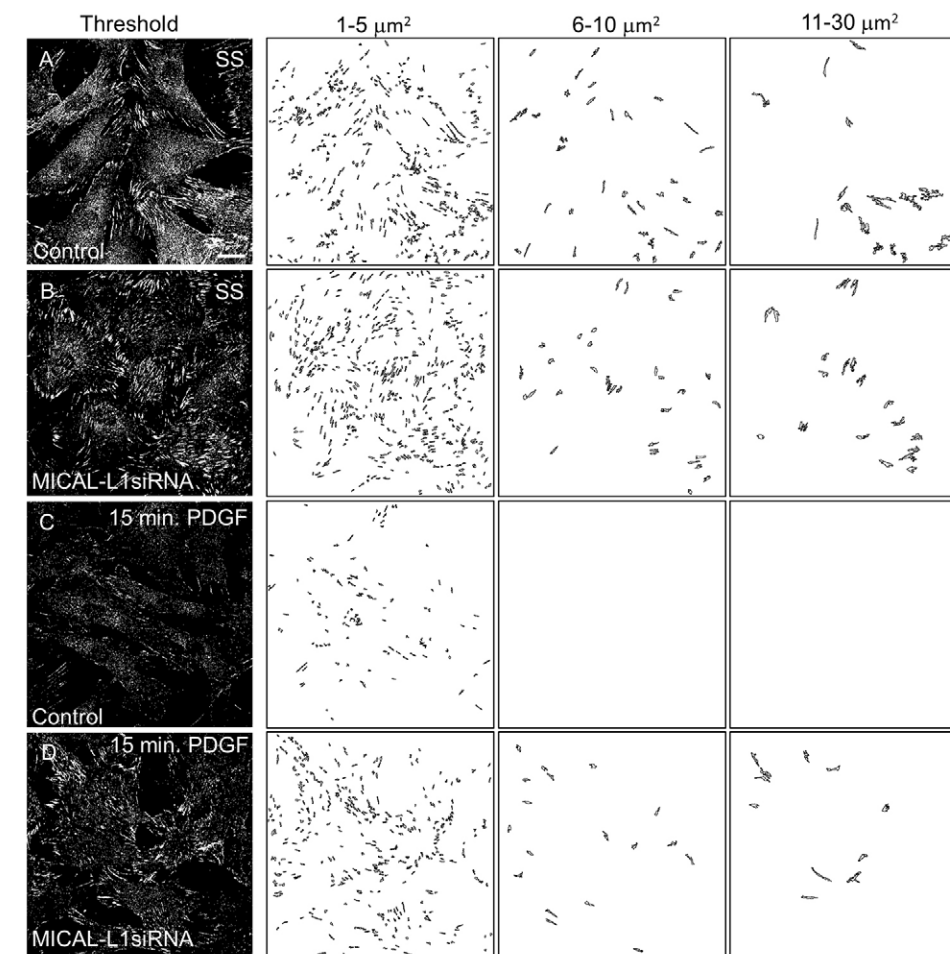 Threshold 1-5 μm² 6-10 μm² 11-30 μm²
A SS
Control
B SS
MICAL-L1siRNA
C 15 min. PDGF
Control
D 15 min. PDGF
MICAL-L1siRNA